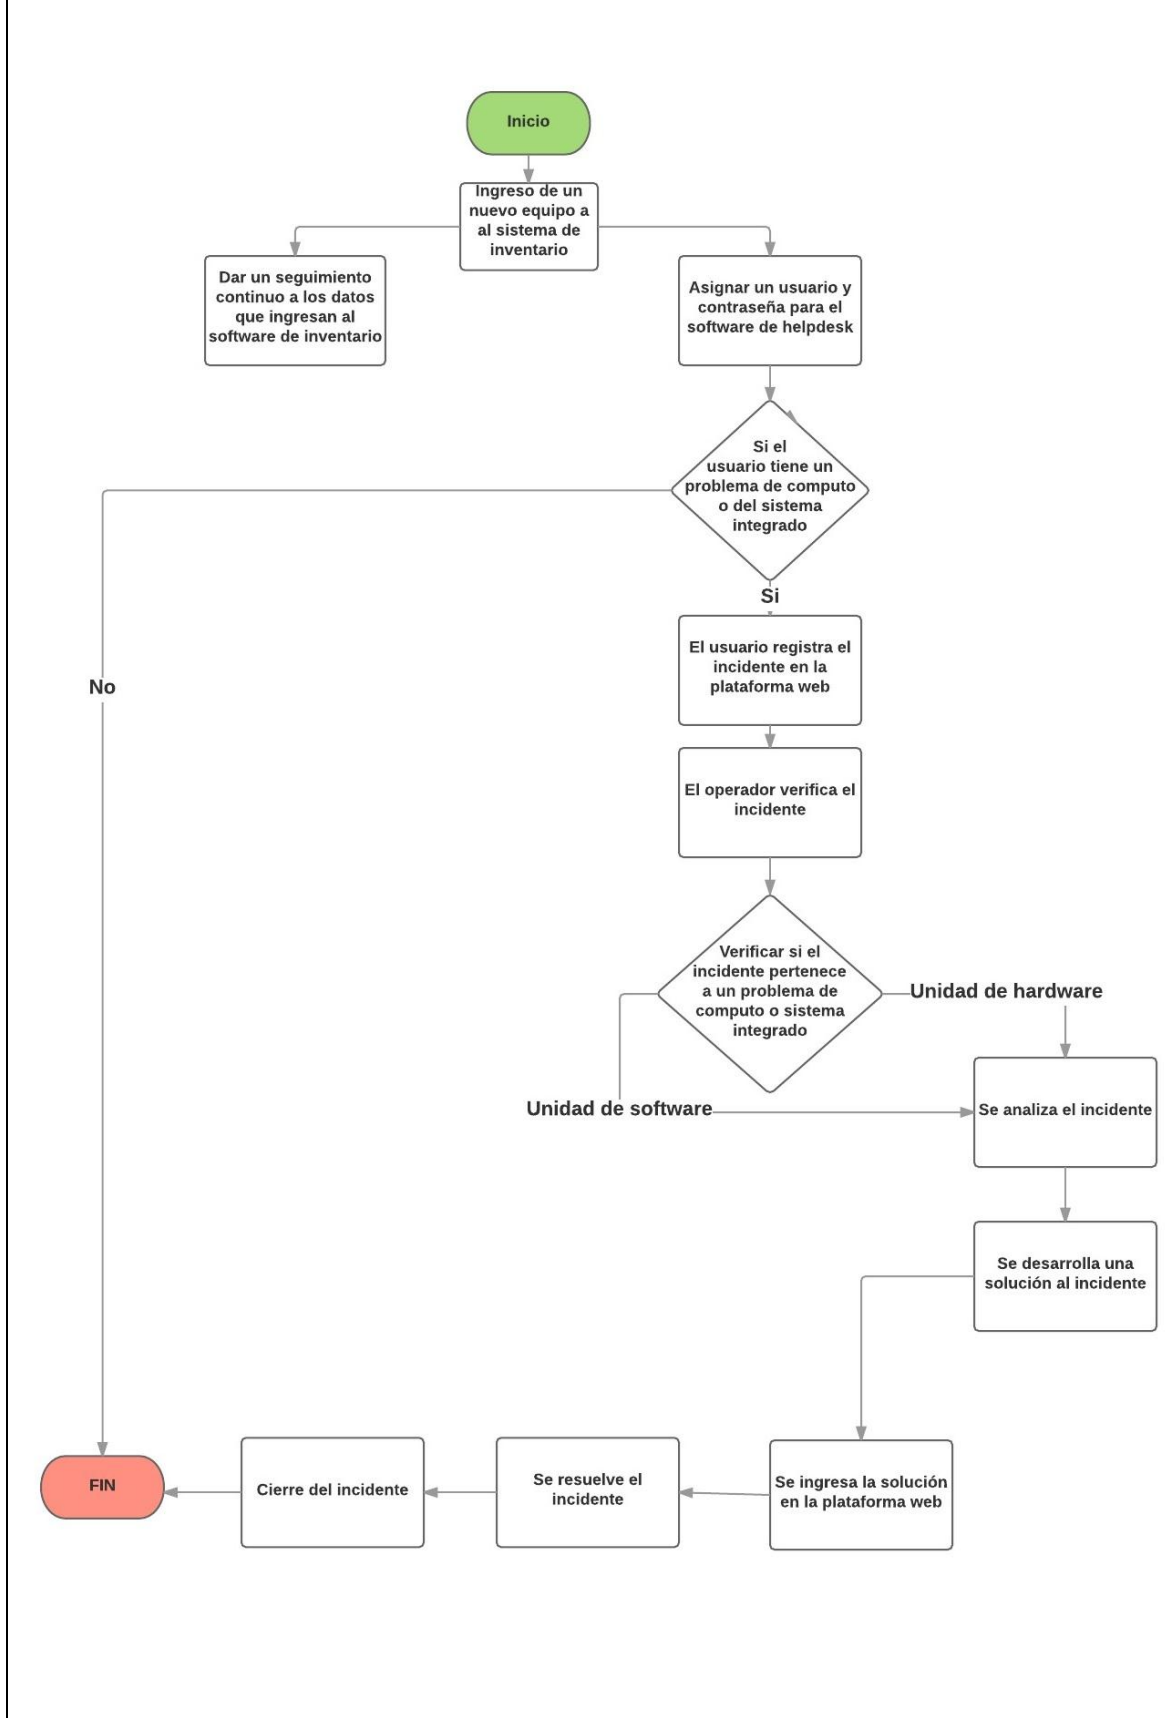 Inicio
Ingreso de un
nuevo equipo a
al sistema de
inventario
Dar un seguimiento
continuo a los datos
que ingresan al
software de inventario
Asignar un usuario y
contraseña para el
software de helpdesk
Si el
usuario tiene un
problema de computo
o del sistema
integrado
Si
El usuario registra el
incidente en la
plataforma web
No
El operador verifica el
incidente
Verificar si el
incidente pertenece
a un problema de
computo o sistema
integrado
Unidad de hardware
Unidad de software
Se analiza el incidente
Se desarrolla una
solución al incidente
Se ingresa la solución
en la plataforma web
Se resuelve el
incidente
Cierre del incidente
FIN